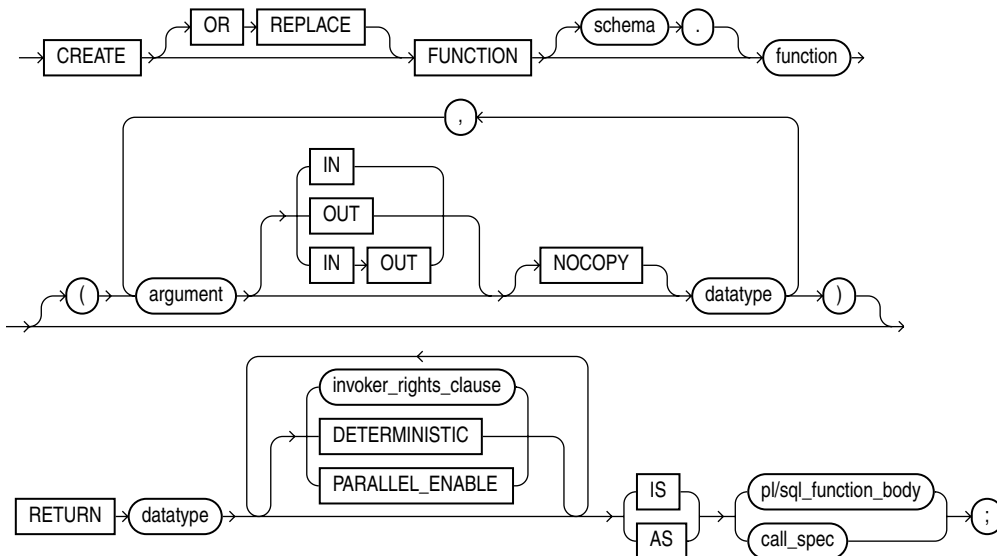 OR REPLACE schema .
CREATE FUNCTION function
,
IN
OUT
IN OUT NOCOPY
( argument datatype )
invoker_rights_clause
DETERMINISTIC
PARALLEL_ENABLE IS pl/sql_function_body
RETURN datatype ;
AS call_spec